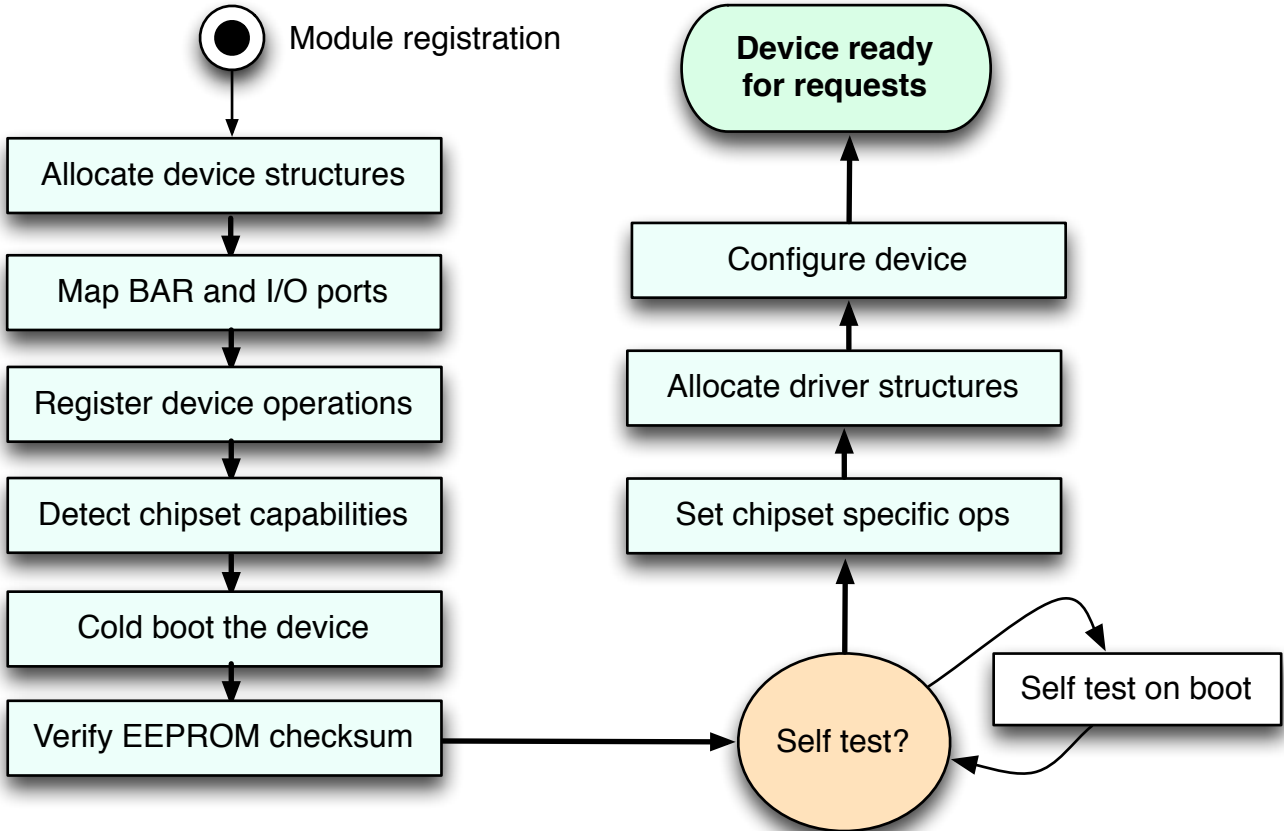 Module registration
Allocate device structures
Map BAR and I/O ports
Register device operations
Detect chipset capabilities
Cold boot the device
Verify EEPROM checksum
Self test?
Self test on boot
Set chipset specific ops
Allocate driver structures
Configure device
Device ready
for requests